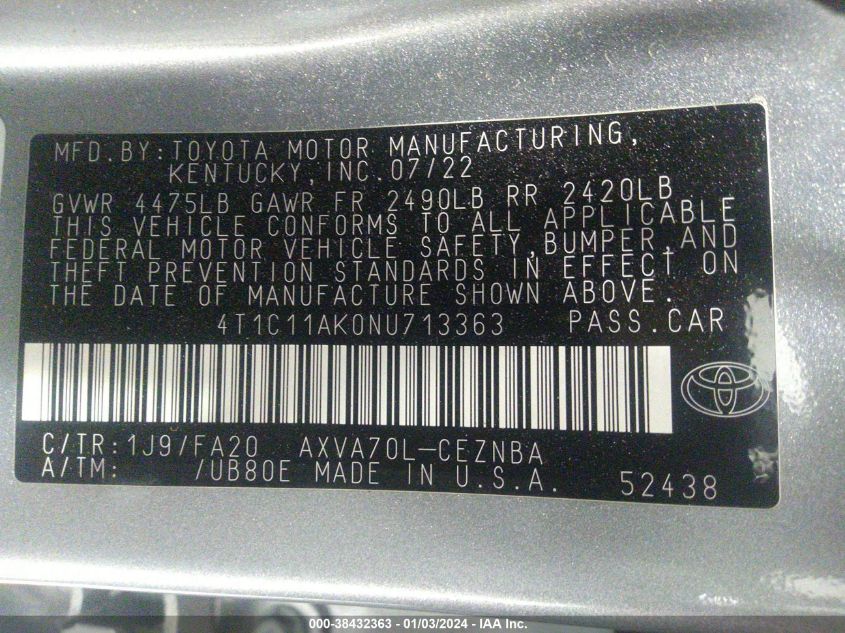 MFD. BY: TOYOTA MOTOR MANUFACTURING,
KENTUCKY, INC. 07/22
GVWR 4475LB GAWR FR 2490LB RR 2420LB
THIS VEHICLE CONFORMS TO ALL APPLICABLE
FEDERAL MOTOR VEHICLE SAFETY, BUMPER, AND
THEFT PREVENTION STANDARDS IN EFFECT ON
THE DATE OF MANUFACTURE SHOWN ABOVE.
4T1C11AK0NU713363 PASS. CAR
C/TR: 1J9/FA20 AXVA70L-CEZNBA
A/TM: /UB80E MADE IN U.S.A. 52438
000-38432363 - 01/03/2024 - IAA Inc.